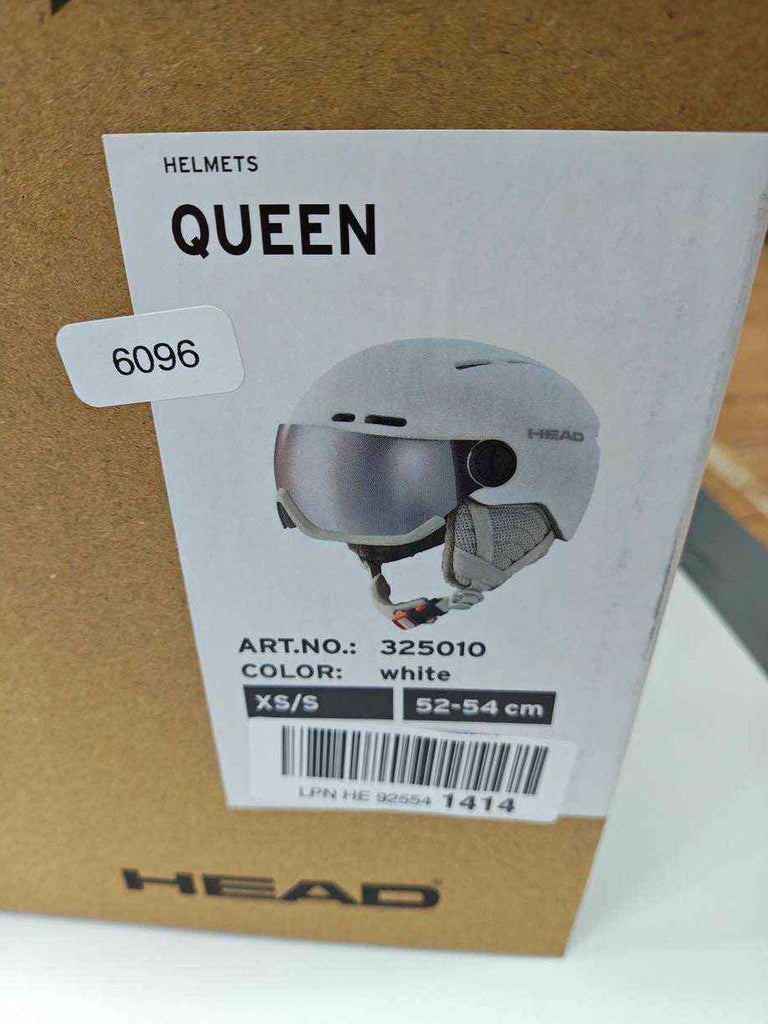 HELMETS
QUEEN
6096
HEAD
ART.NO.: 325010
COLOR: white
XS/S 52-54 cm
LPN HE 92554 1414
HEAD